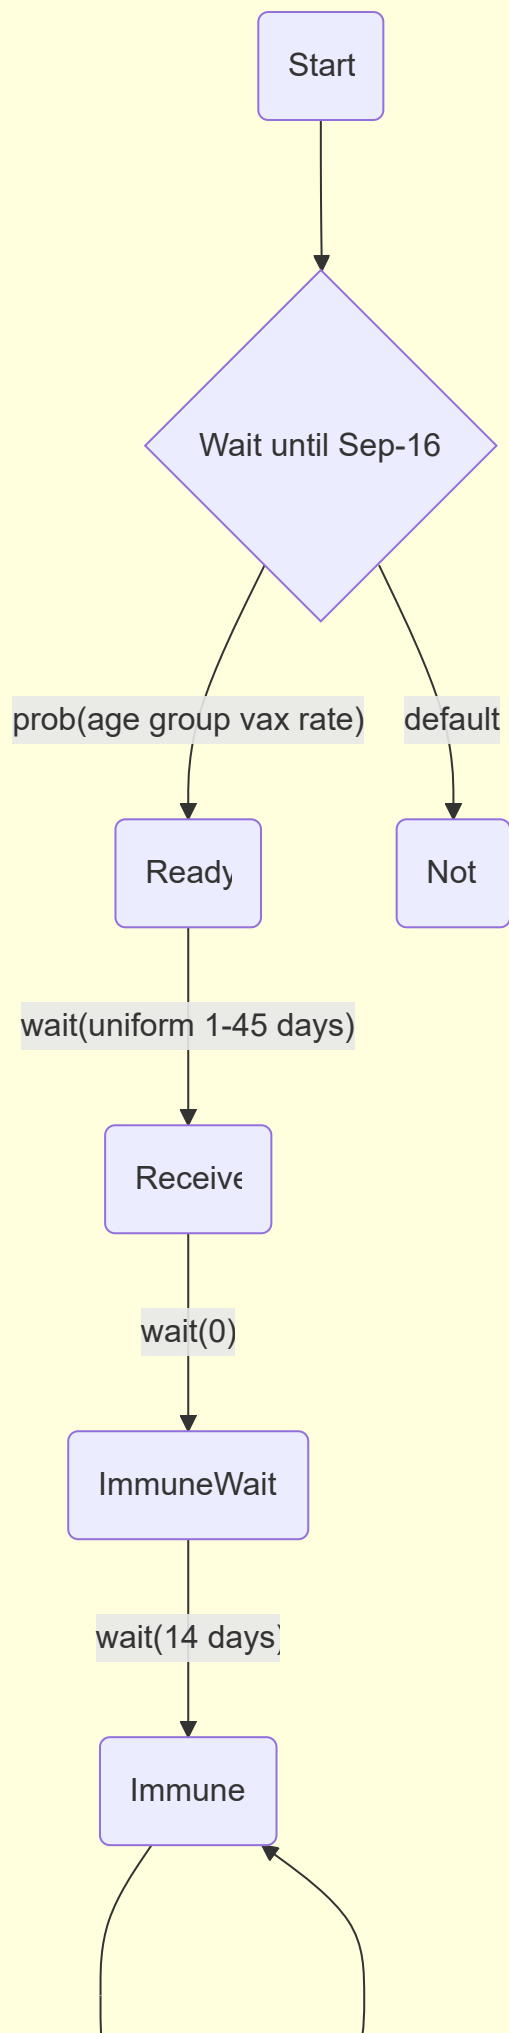 Start
Wait until Sep-16
prob(age group vax rate)
default
Ready
Not
wait(uniform 1-45 days)
Receive
wait(0)
ImmuneWait
wait(14 days)
Immune